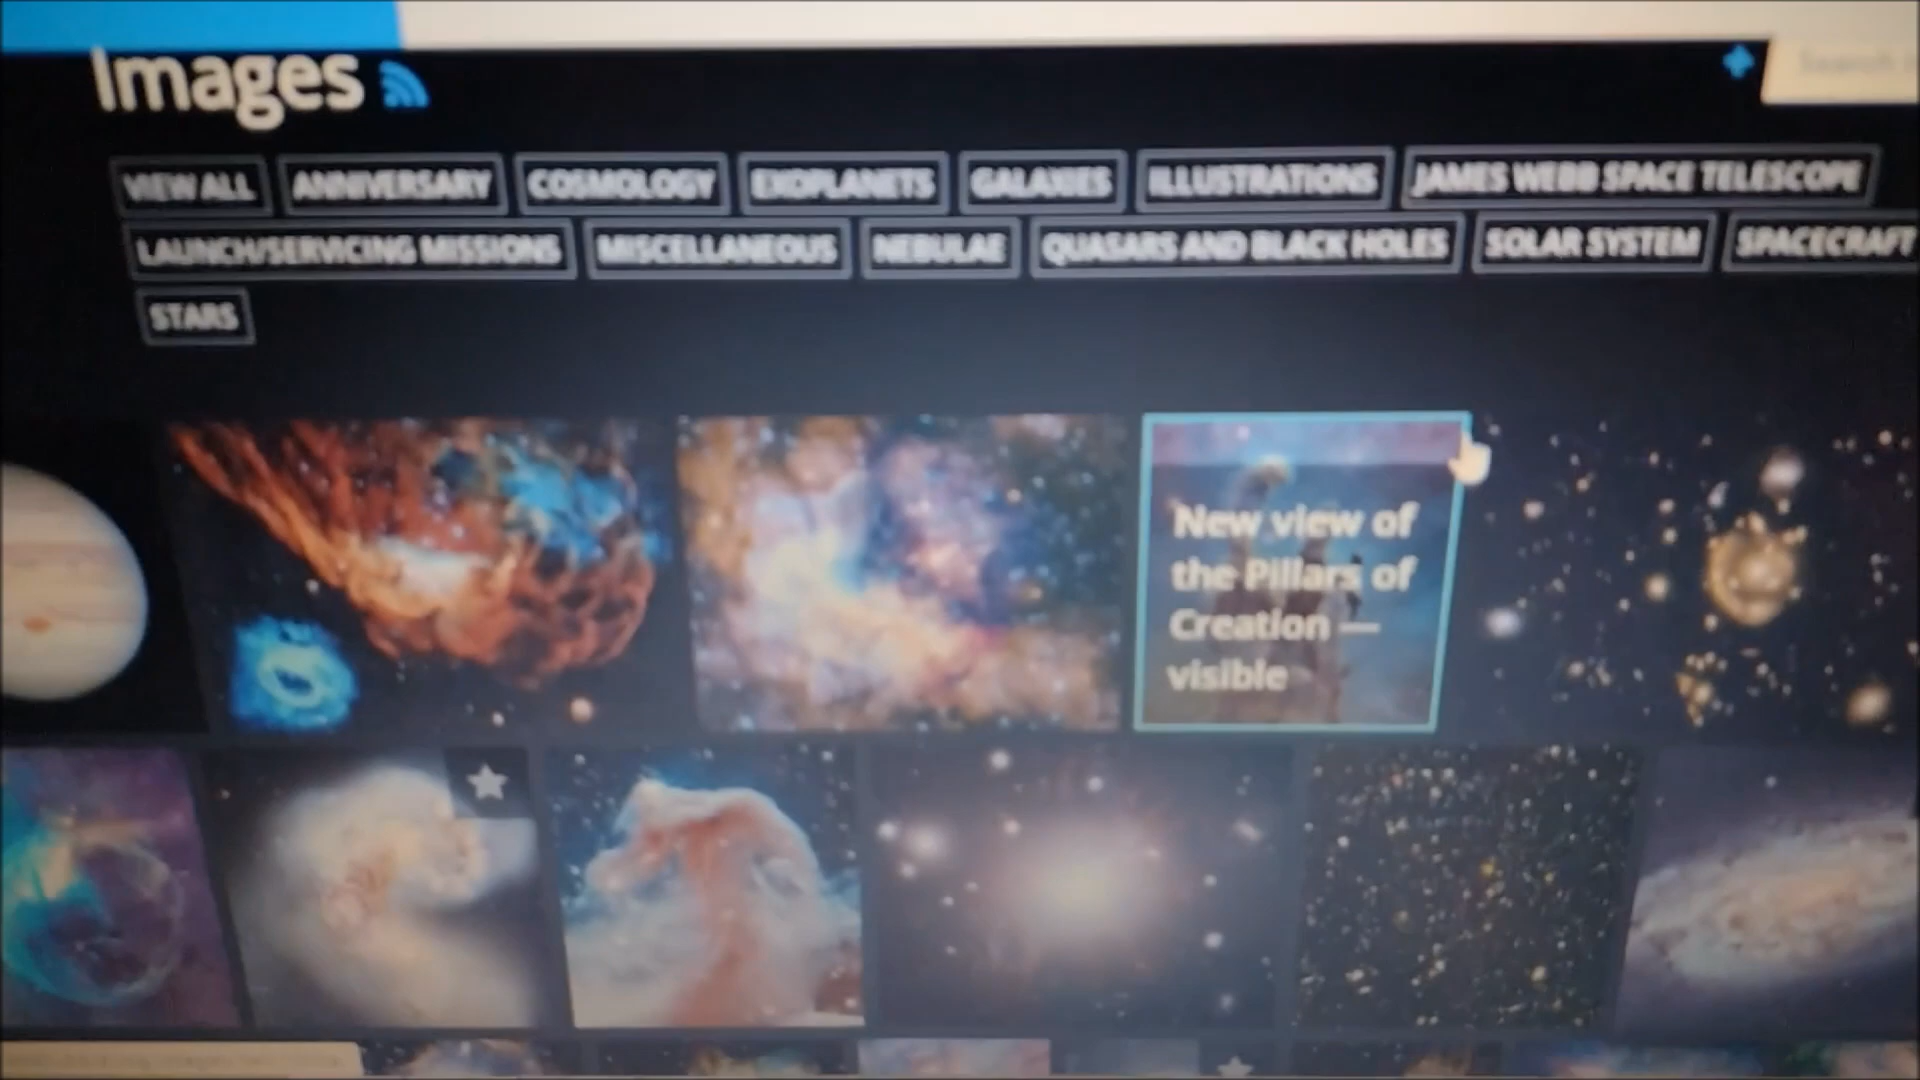 Images
Search
VIEW ALL ANNIVERSARY COSMOLOGY EXOPLANETS GALAXIES ILLUSTRATIONS JAMES WEBB SPACE TELESCOPE
LAUNCH/SERVICING MISSIONS MISCELLANEOUS NEBULAE QUASARS AND BLACK HOLES SOLAR SYSTEM SPACECRAFT
STARS
New view of
the Pillars of
Creation —
visible